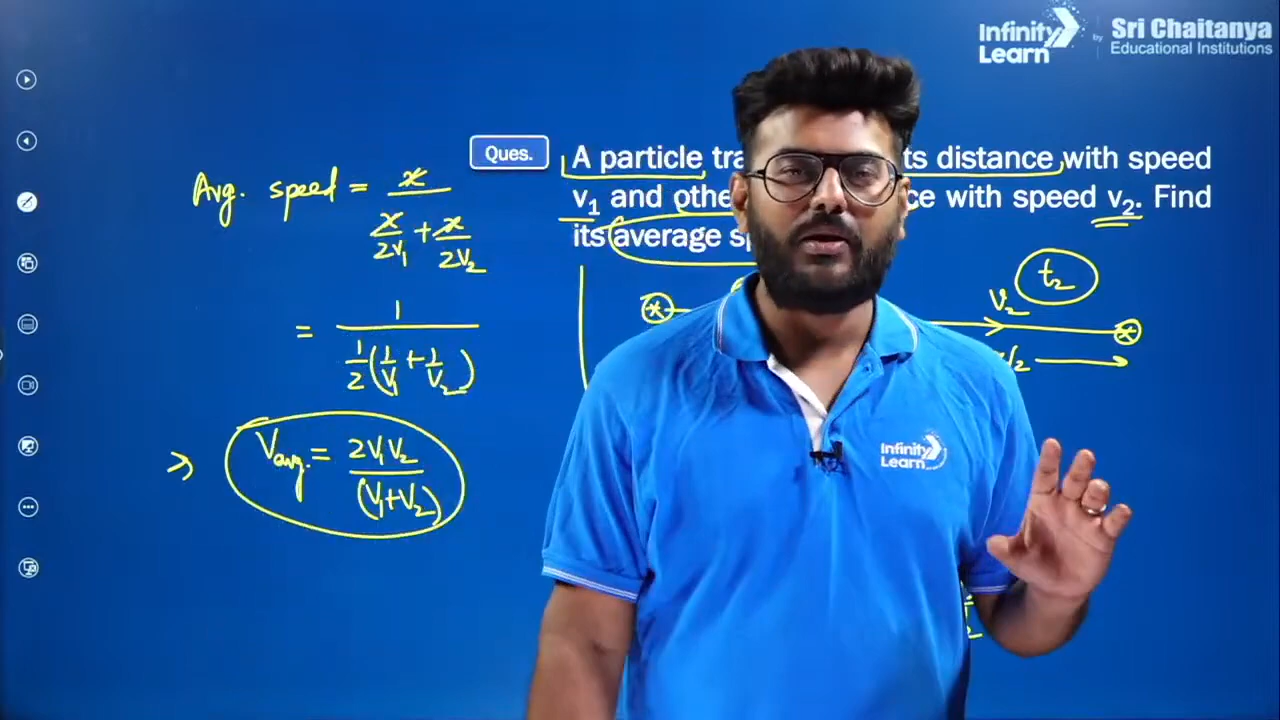 Infinity Learn by Sri Chaitanya Educational Institutions
Ques.
A particle tra ts distance with speed
v₁ and othe ce with speed v₂. Find
its average s
Avg. speed = x / (x/2V₁ + x/2V₂)
= 1 / (1/2 (1/V₁ + 1/V₂))
⇒ Vavg. = 2V₁V₂ / (V₁+V₂)
t₂
V₂
/2
Infinity Learn